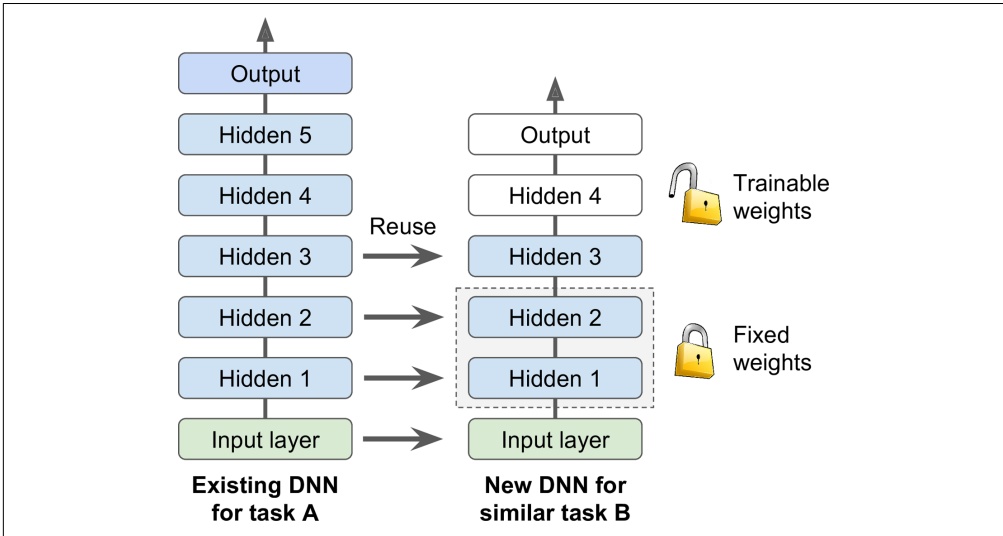 Output
Hidden 5
Hidden 4
Hidden 3
Hidden 2
Hidden 1
Input layer
Existing DNN
for task A
Reuse
Output
Hidden 4
Hidden 3
Hidden 2
Hidden 1
Input layer
New DNN for
similar task B
Trainable
weights
Fixed
weights